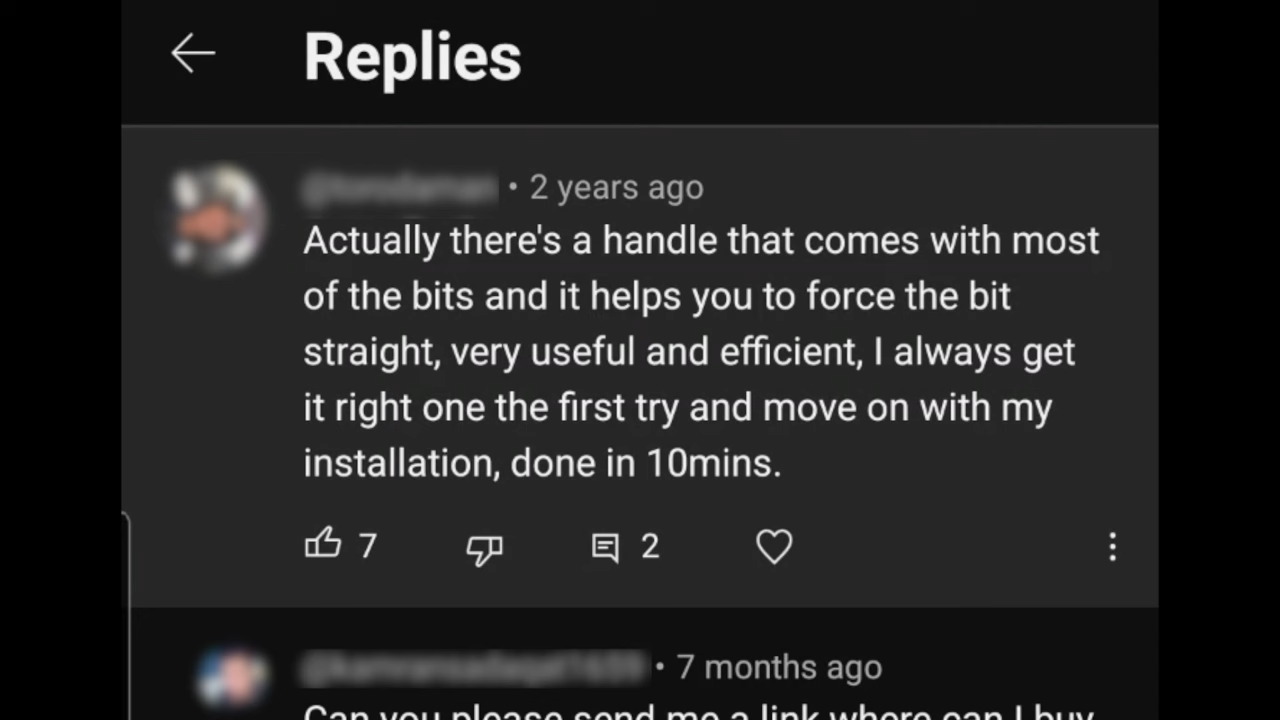 Replies
• 2 years ago
Actually there's a handle that comes with most
of the bits and it helps you to force the bit
straight, very useful and efficient, I always get
it right one the first try and move on with my
installation, done in 10mins.
7 2
• 7 months ago
Can you please send me a link where can I buy